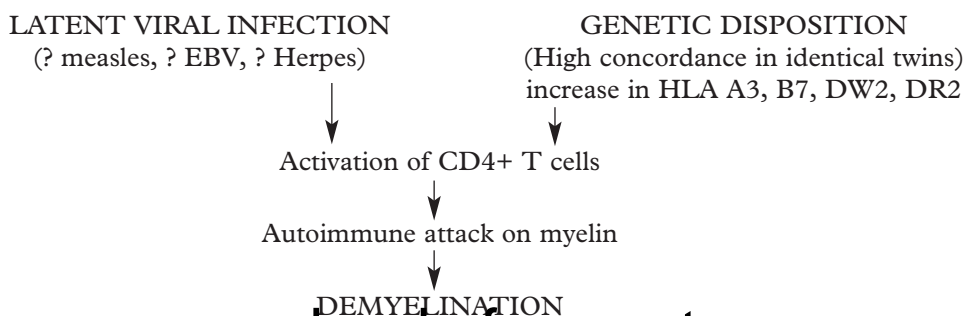 LATENT VIRAL INFECTION
(? measles, ? EBV, ? Herpes)
GENETIC DISPOSITION
(High concordance in identical twins)
increase in HLA A3, B7, DW2, DR2
Activation of CD4+ T cells
Autoimmune attack on myelin
DEMYELINATION